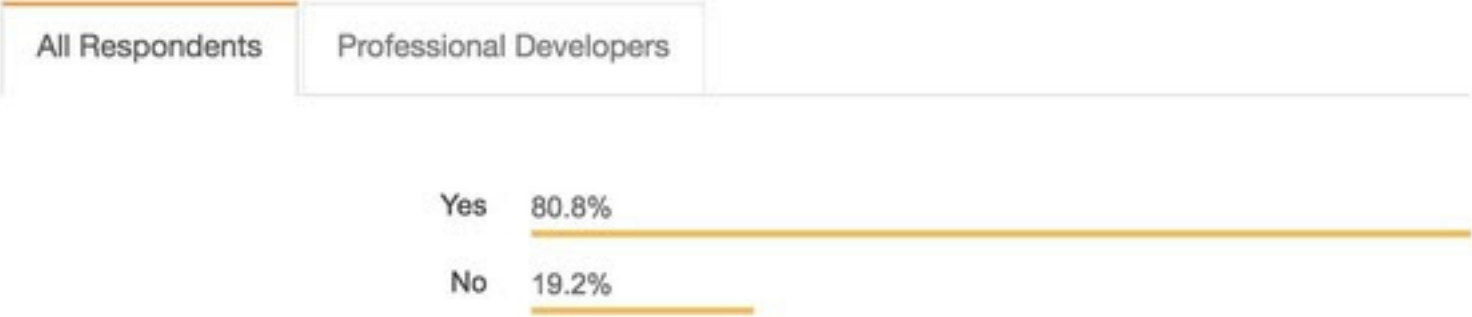 All Respondents Professional Developers
Yes 80.8%
No 19.2%